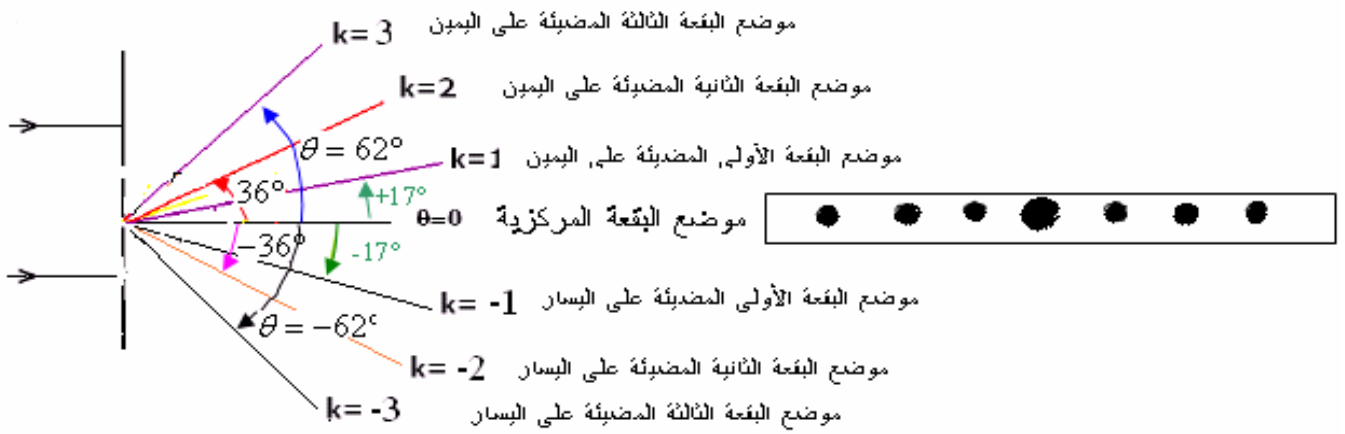 k= 3 موضع البقعة الثالثة المضيئة على اليمين
k=2 موضع البقعة الثانية المضيئة على اليمين
θ = 62°
k=1 موضع البقعة الأولى المضيئة على اليمين
36°
+17°
θ=0 موضع البقعة المركزية
−36°
-17°
k= -1 موضع البقعة الأولى المضيئة على اليسار
θ = −62°
k= -2 موضع البقعة الثانية المضيئة على اليسار
k= -3 موضع البقعة الثالثة المضيئة على اليسار